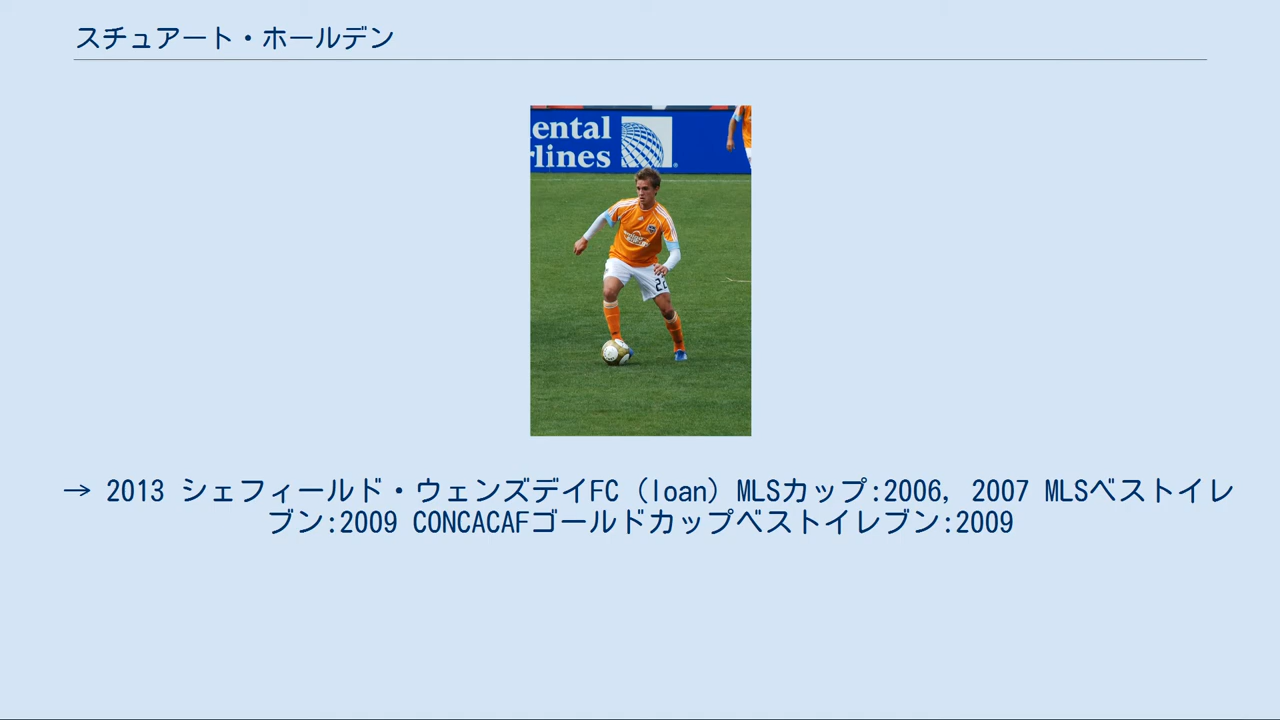 スチュアート・ホールデン
ental
rlines
22
→ 2013 シェフィールド・ウェンズデイFC (loan) MLSカップ:2006, 2007 MLSベストイレ
ブン:2009 CONCACAFゴールドカップベストイレブン:2009